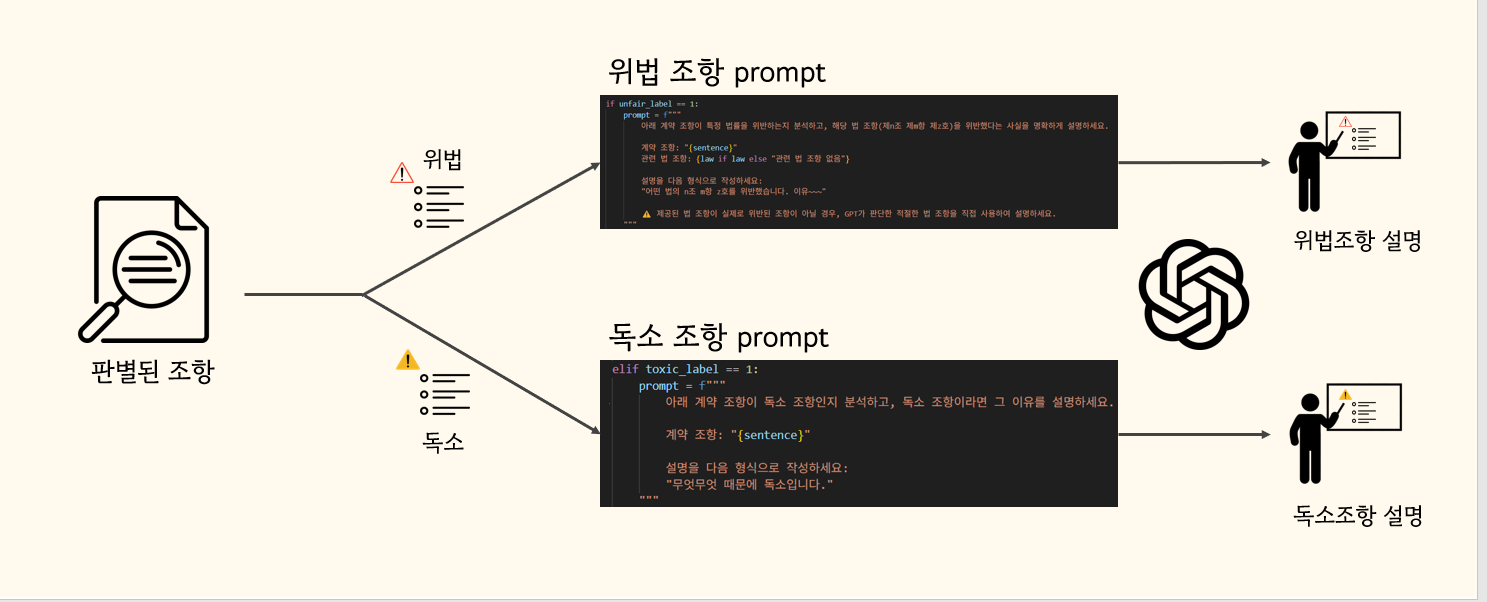 위법 조항 prompt
if unfair_label == 1:
prompt = f"""
아래 계약 조항이 특정 법률을 위반하는지 분석하고, 해당 법 조항(제n조 제m항 제z호)을 위반했다는 사실을 명확하게 설명하세요.
계약 조항: "{sentence}"
관련 법 조항: {law if law else "관련 법 조항 없음"}
설명을 다음 형식으로 작성하세요:
"어떤 법의 n조 m항 z호를 위반했습니다. 이유~~~"
⚠️ 제공된 법 조항이 실제로 위반된 조항이 아닐 경우, GPT가 판단한 적절한 법 조항을 직접 사용하여 설명하세요.
"""
위법
위법조항 설명
판별된 조항
독소 조항 prompt
elif toxic_label == 1:
prompt = f"""
아래 계약 조항이 독소 조항인지 분석하고, 독소 조항이라면 그 이유를 설명하세요.
계약 조항: "{sentence}"
설명을 다음 형식으로 작성하세요:
"무엇무엇 때문에 독소입니다."
"""
독소
독소조항 설명